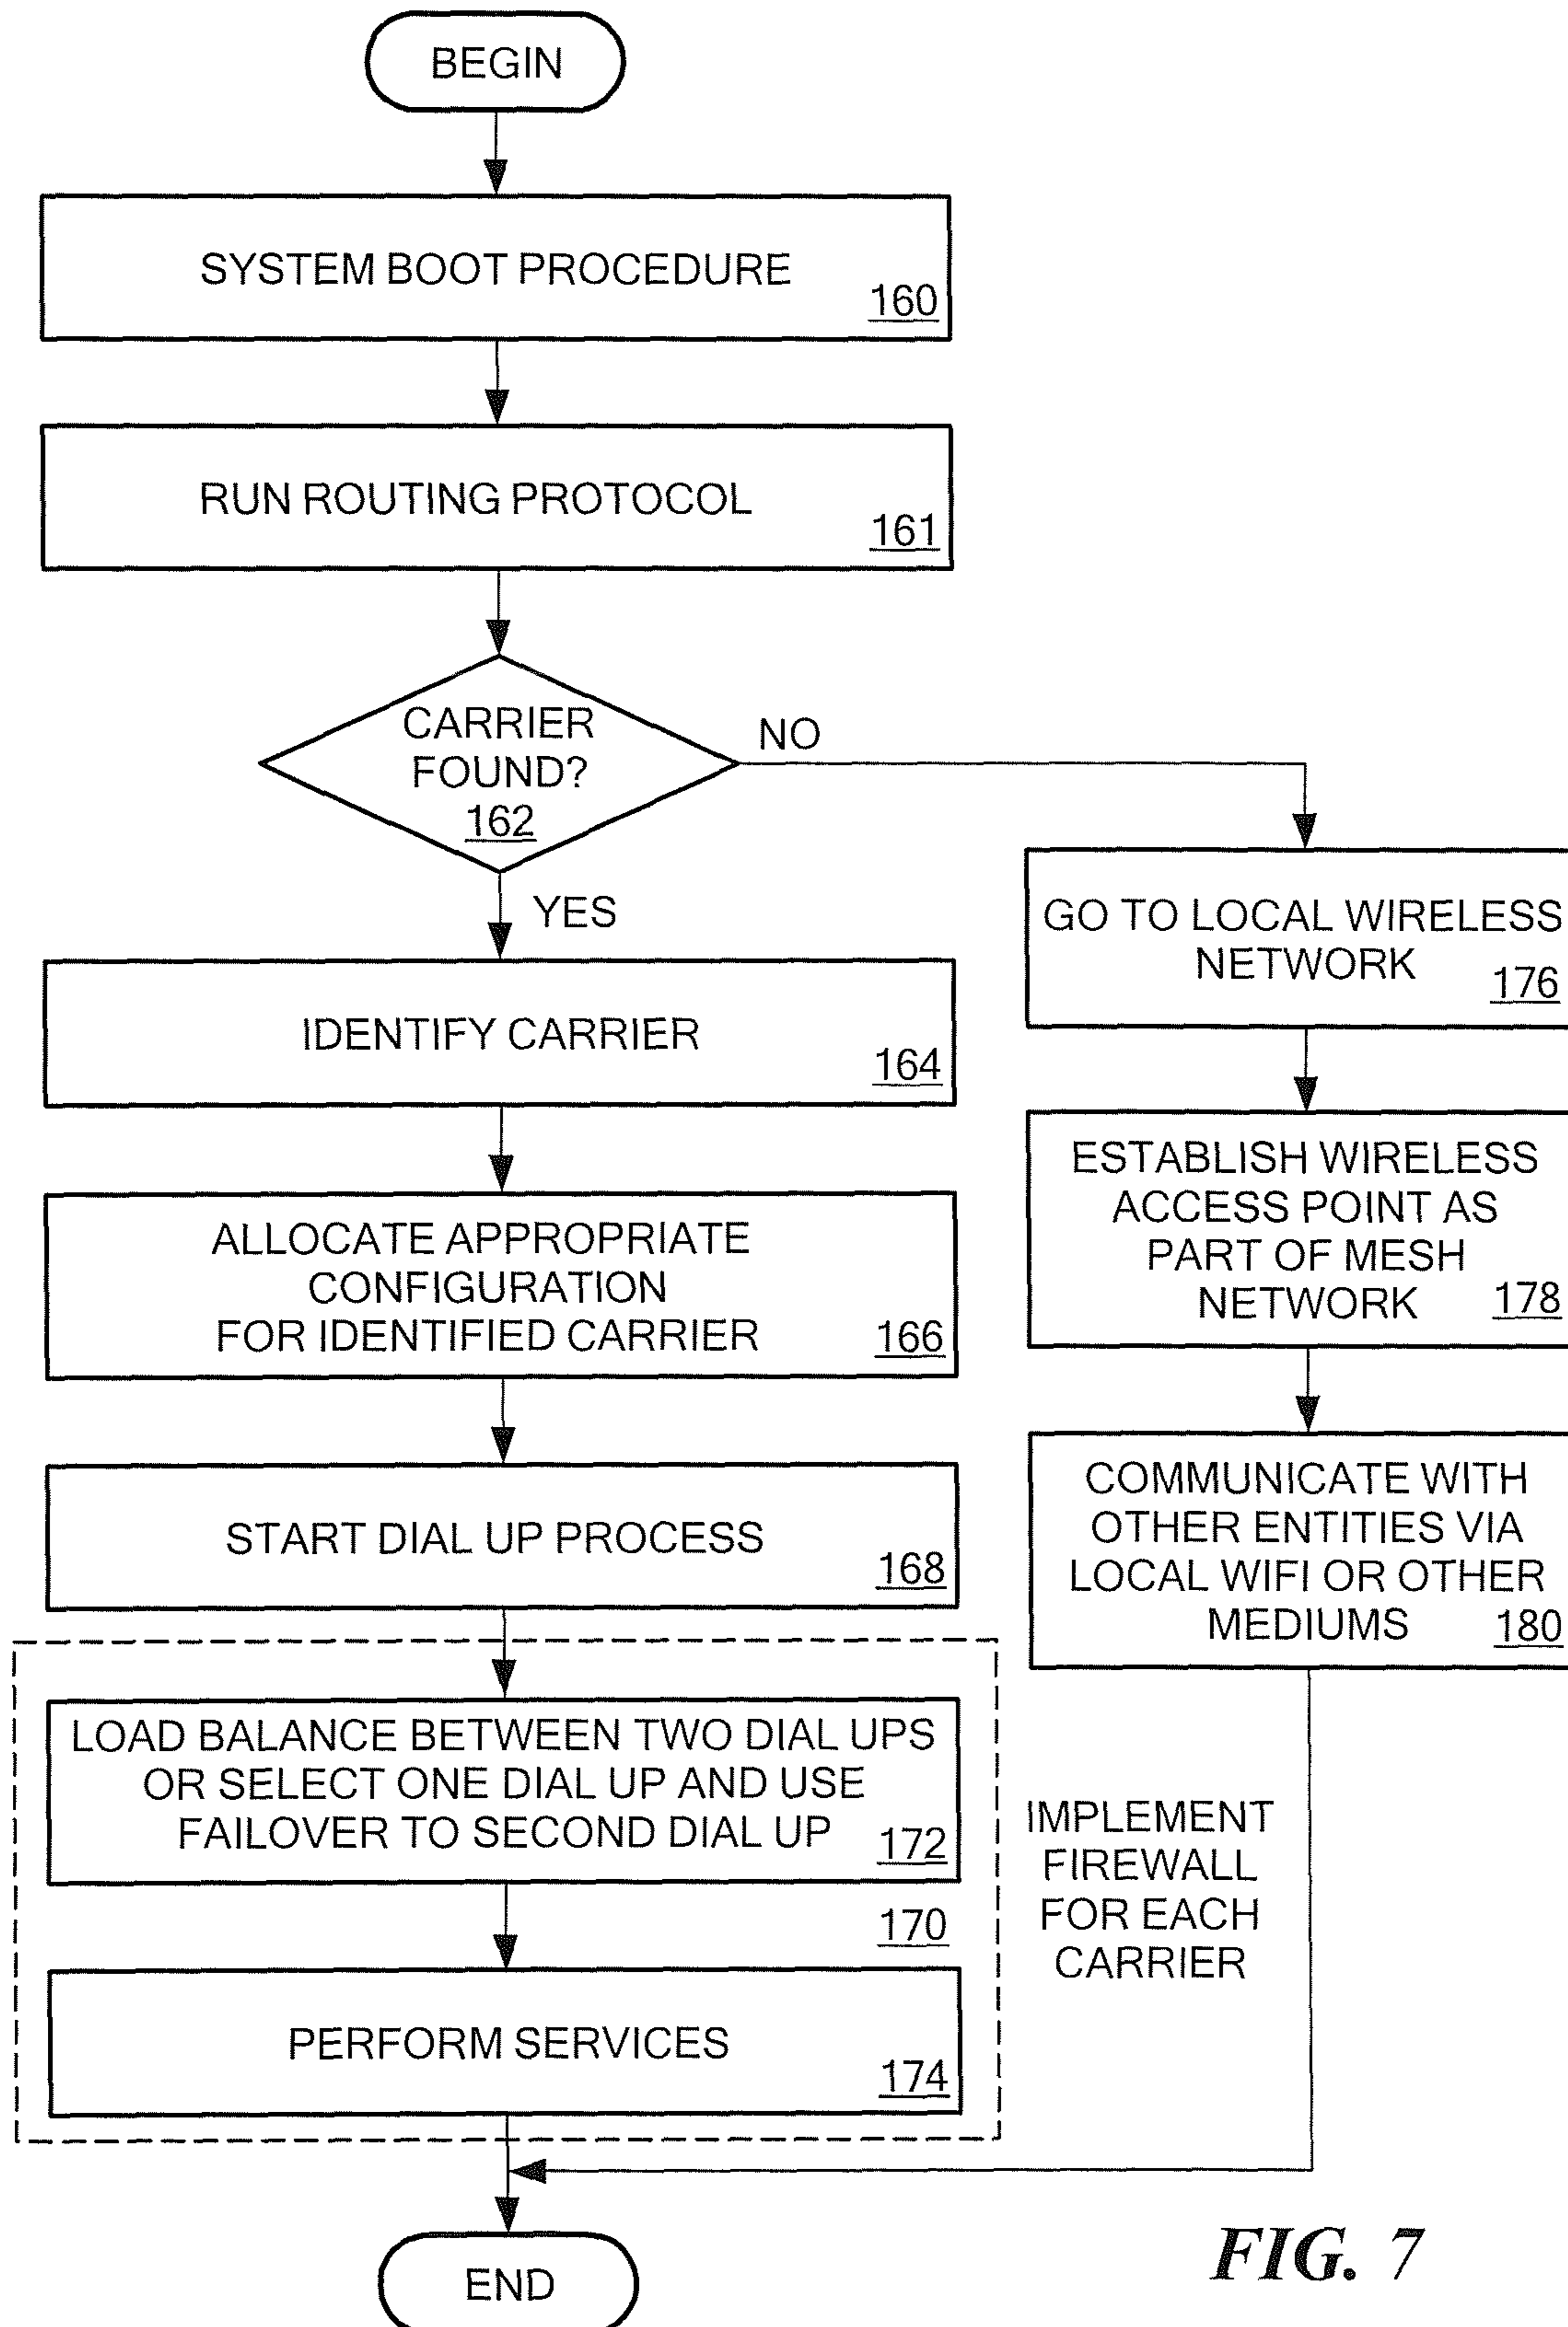 BEGIN
SYSTEM BOOT PROCEDURE
160
RUN ROUTING PROTOCOL
161
CARRIER
FOUND?
162
NO
YES
IDENTIFY CARRIER
164
ALLOCATE APPROPRIATE
CONFIGURATION
FOR IDENTIFIED CARRIER
166
START DIAL UP PROCESS
168
LOAD BALANCE BETWEEN TWO DIAL UPS
OR SELECT ONE DIAL UP AND USE
FAILOVER TO SECOND DIAL UP
172
170
PERFORM SERVICES
174
GO TO LOCAL WIRELESS
NETWORK
176
ESTABLISH WIRELESS
ACCESS POINT AS
PART OF MESH
NETWORK
178
COMMUNICATE WITH
OTHER ENTITIES VIA
LOCAL WIFI OR OTHER
MEDIUMS
180
IMPLEMENT
FIREWALL
FOR EACH
CARRIER
END
FIG. 7